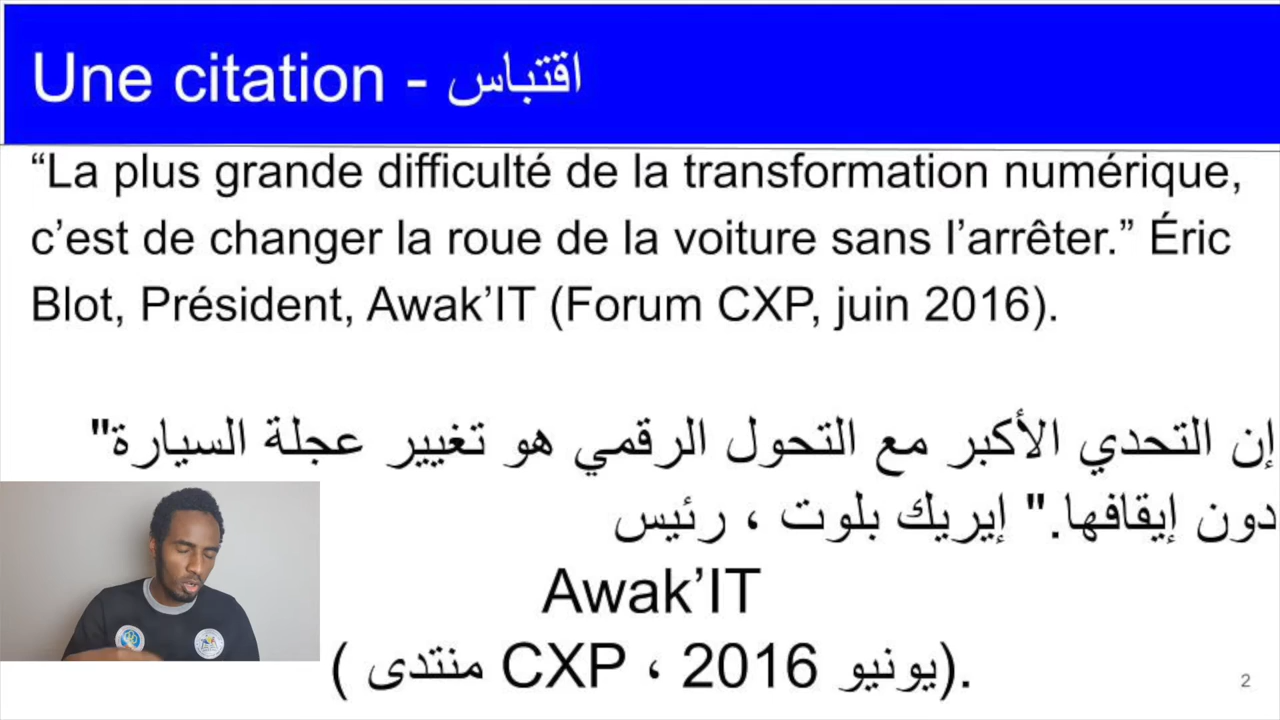 Une citation - اقتباس
“La plus grande difficulté de la transformation numérique,
c’est de changer la roue de la voiture sans l’arrêter.” Éric
Blot, Président, Awak’IT (Forum CXP, juin 2016).
إن التحدي الأكبر مع التحول الرقمي هو تغيير عجلة السيارة"
دون إيقافها." إيريك بلوت ، رئيس
Awak’IT
( منتدى CXP ، 2016 يونيو).
2